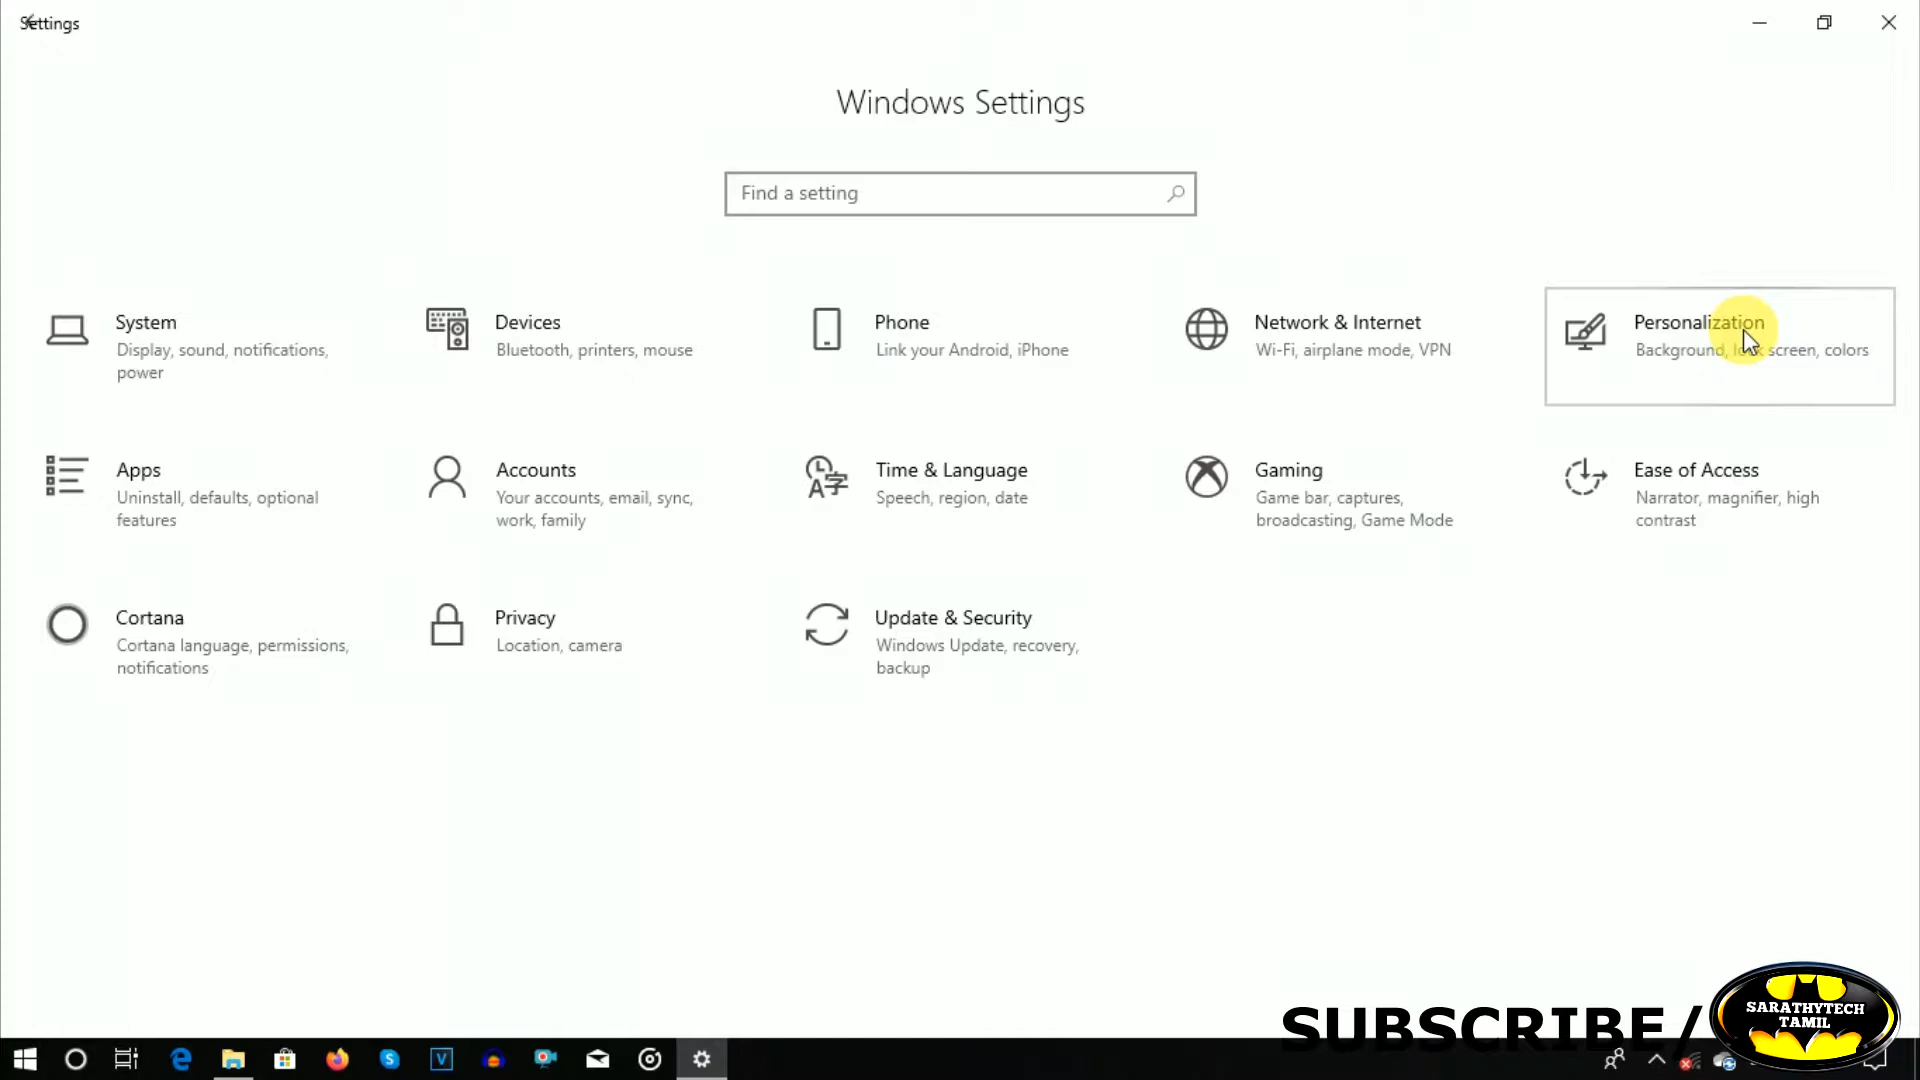 Settings
Windows Settings
Find a setting
System
Display, sound, notifications,
power
Devices
Bluetooth, printers, mouse
Phone
Link your Android, iPhone
Network & Internet
Wi-Fi, airplane mode, VPN
Personalization
Background, lock screen, colors
Apps
Uninstall, defaults, optional
features
Accounts
Your accounts, email, sync,
work, family
Time & Language
Speech, region, date
Gaming
Game bar, captures,
broadcasting, Game Mode
Ease of Access
Narrator, magnifier, high
contrast
Cortana
Cortana language, permissions,
notifications
Privacy
Location, camera
Update & Security
Windows Update, recovery,
backup
SUBSCRIBE/
SARATHYTECH
TAMIL